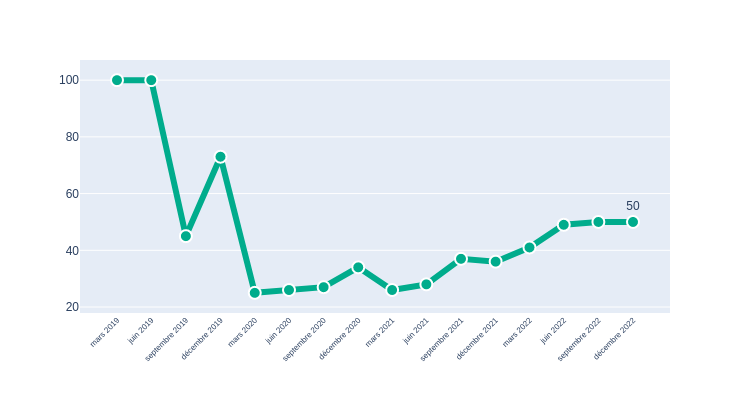 100
80
60
40
20
50
mars 2019
juin 2019
septembre 2019
décembre 2019
mars 2020
juin 2020
septembre 2020
décembre 2020
mars 2021
juin 2021
septembre 2021
décembre 2021
mars 2022
juin 2022
septembre 2022
décembre 2022